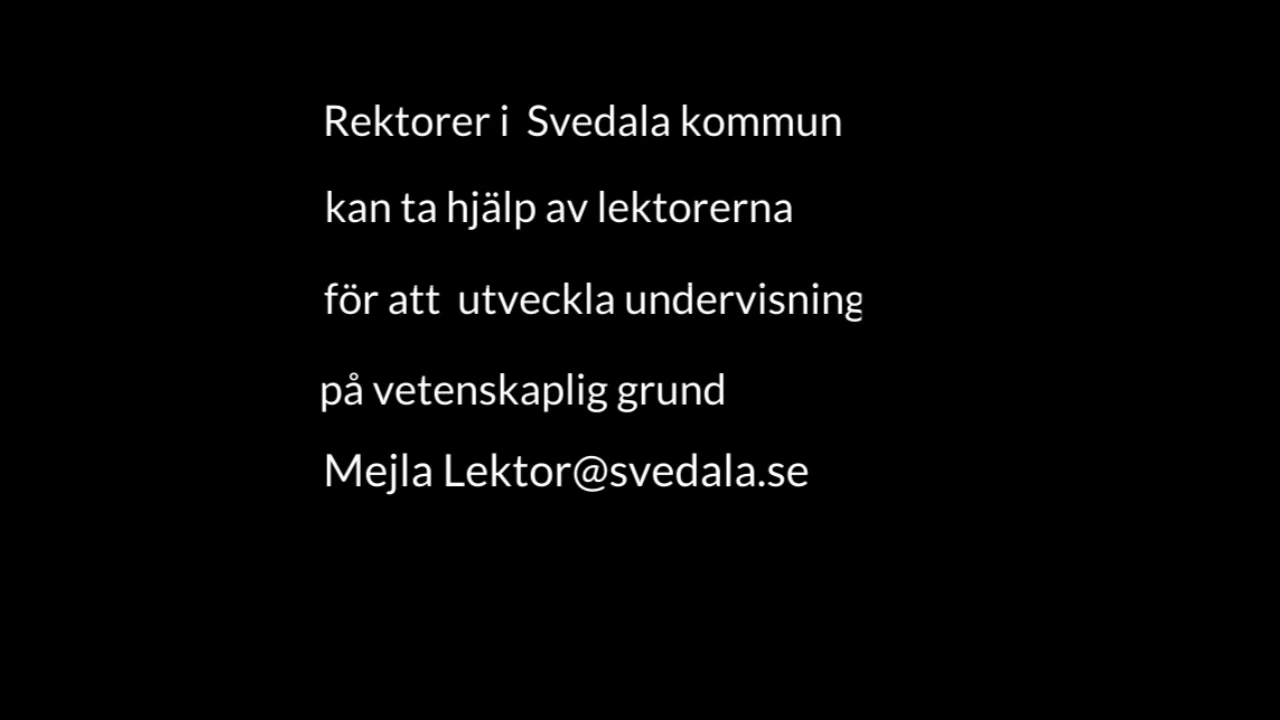 Rektorer i  Svedala kommun
kan ta hjälp av lektorerna
för att  utveckla undervisning
på vetenskaplig grund
Mejla Lektor@svedala.se